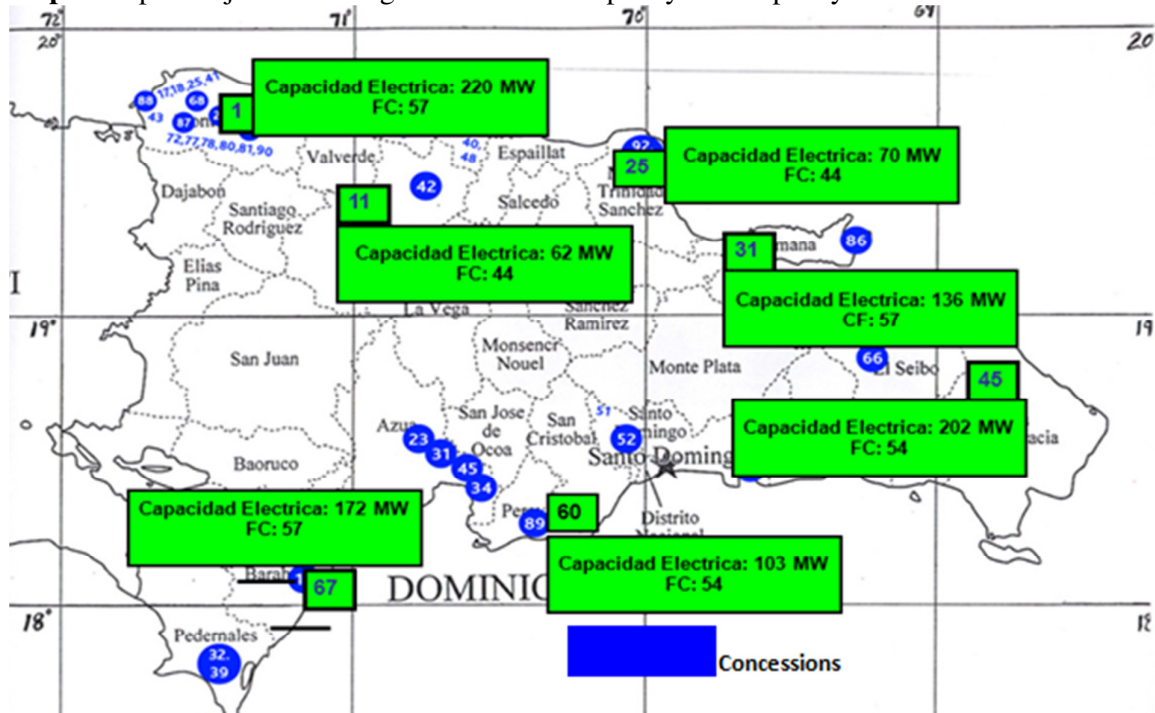 72°
71°
70
69
20°
20
88
17,18,25,41
68
43
87
72,77,78,80,81,90
1
Capacidad Electrica: 220 MW
FC: 57
Valverde
40,
48
Espaillat
92
25
Capacidad Electrica: 70 MW
FC: 44
Trinidad
Sanchez
Dajabon
42
Salcedo
Santiago
Rodriguez
11
Capacidad Electrica: 62 MW
FC: 44
31
86
Elias
Pina
Capacidad Electrica: 136 MW
CF: 57
La Vega
Sanchez
Ramirez
19°
19
San Juan
Monsencr
Nouel
Monte Plata
66
El Seibo
45
Azua
23
31
45
34
San Jose
de
Ocoa
San
Cristobal
51
Santo
52
Santo Doming
Capacidad Electrica: 202 MW
FC: 54
Baoruco
Capacidad Electrica: 172 MW
FC: 57
89
60
Distrito
Capacidad Electrica: 103 MW
FC: 54
67
DOMINIC
18°
Pedernales
32.
39
Concessions